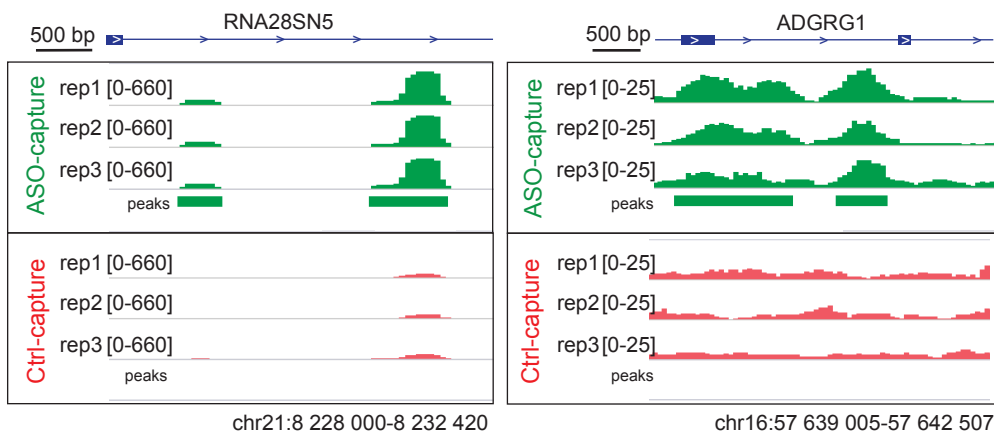 RNA28SN5
500 bp
ASO-capture
rep1 [0-660]
rep2 [0-660]
rep3 [0-660]
peaks
Ctrl-capture
rep1 [0-660]
rep2 [0-660]
rep3 [0-660]
peaks
chr21:8 228 000-8 232 420
ADGRG1
500 bp
ASO-capture
rep1 [0-25]
rep2 [0-25]
rep3 [0-25]
peaks
Ctrl-capture
rep1 [0-25]
rep2 [0-25]
rep3 [0-25]
peaks
chr16:57 639 005-57 642 507